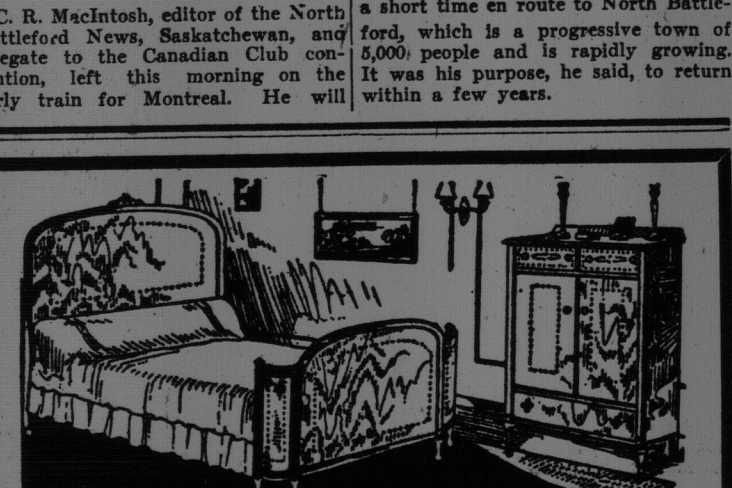 C. R. MacIntosh, editor of the North
ttleford News, Saskatchewan, and
egate to the Canadian Club con-
ntion, left this morning on the
rly train for Montreal. He will
a short time en route to North Battle-
ford, which is a progressive town of
5,000 people and is rapidly growing.
It was his purpose, he said, to return
within a few years.